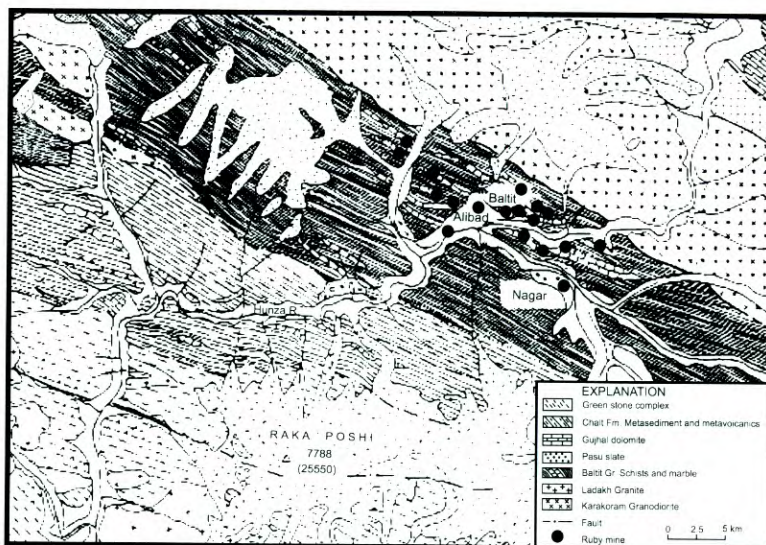 Baltit
Alibad
Hunza R.
Nagar
RAKA POSHI
7788
(25550)
EXPLANATION
Green stone complex
Chalt Fm. Metasediment and metavolcanics
Gujhal dolomite
Pasu slate
Baltit Gr. Schists and marble
Ladakh Granite
Karakoram Granodiorite
Fault
Ruby mine
0 5 5 km